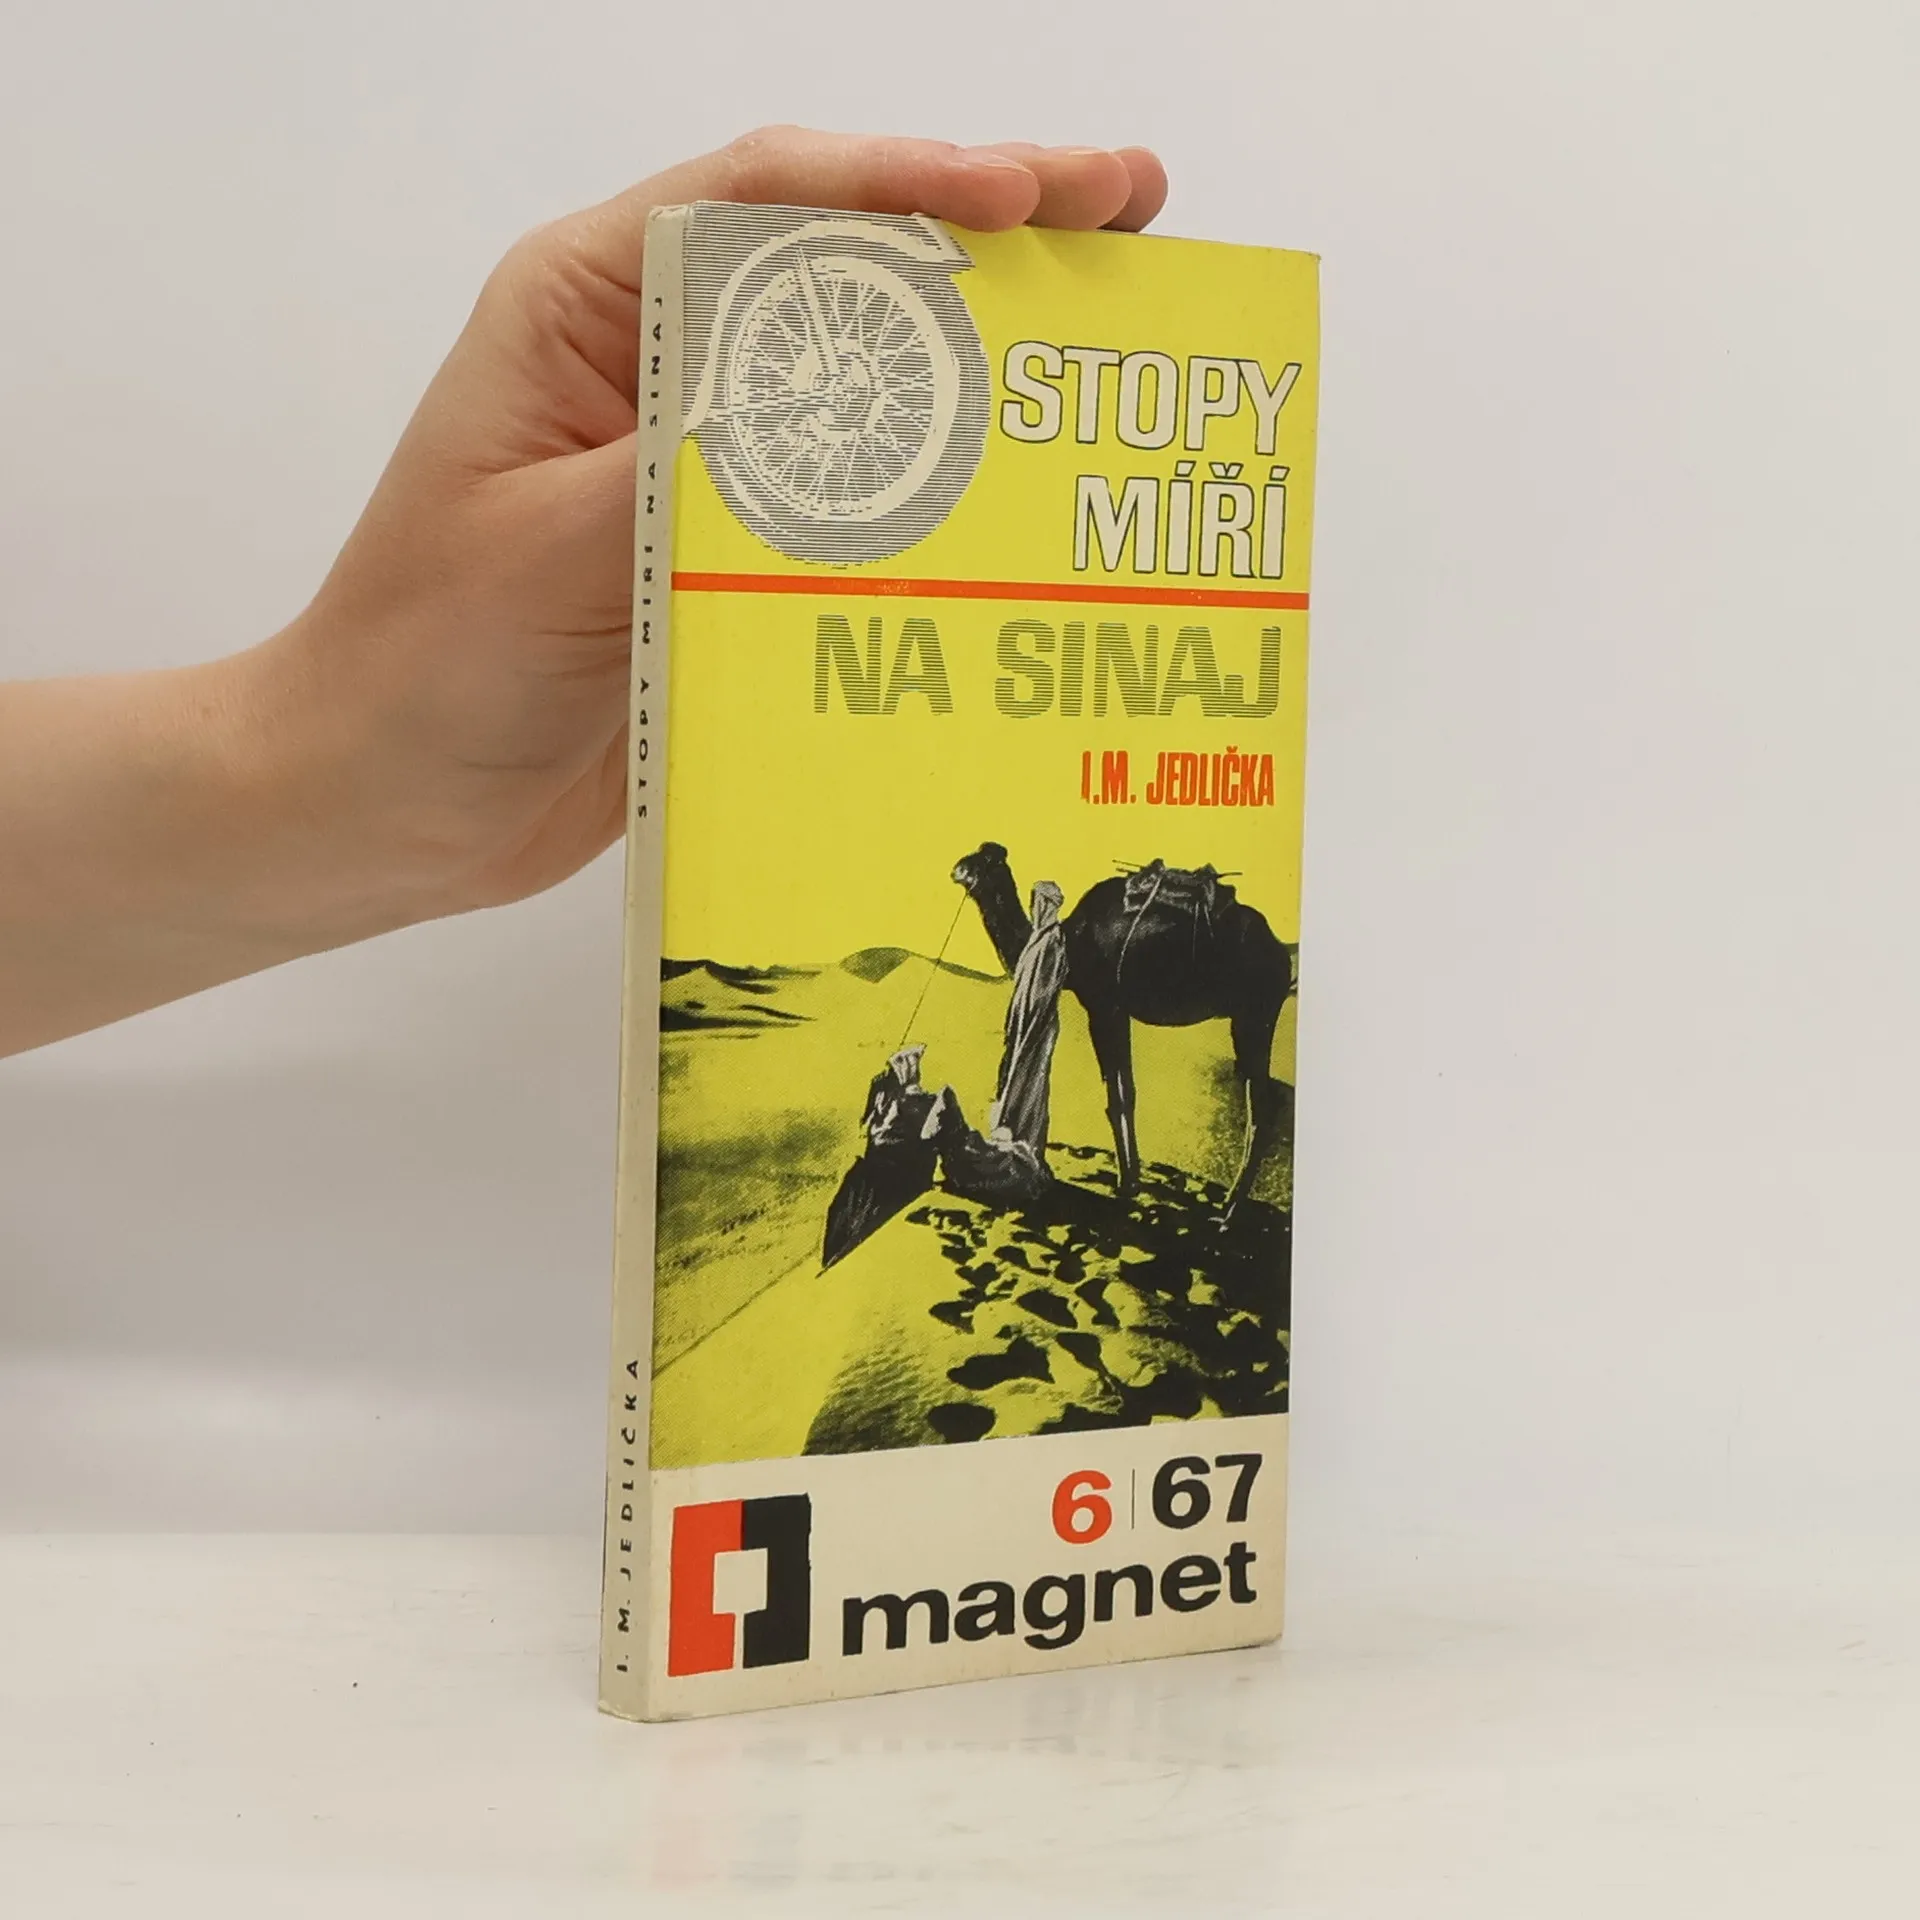 STOPY
MÍŘÍ
NA SINAJ
I.M. JEDLIČKA
6|67
magnet
STOPY MÍŘÍ NA SINAJ
I. M. JEDLIČKA